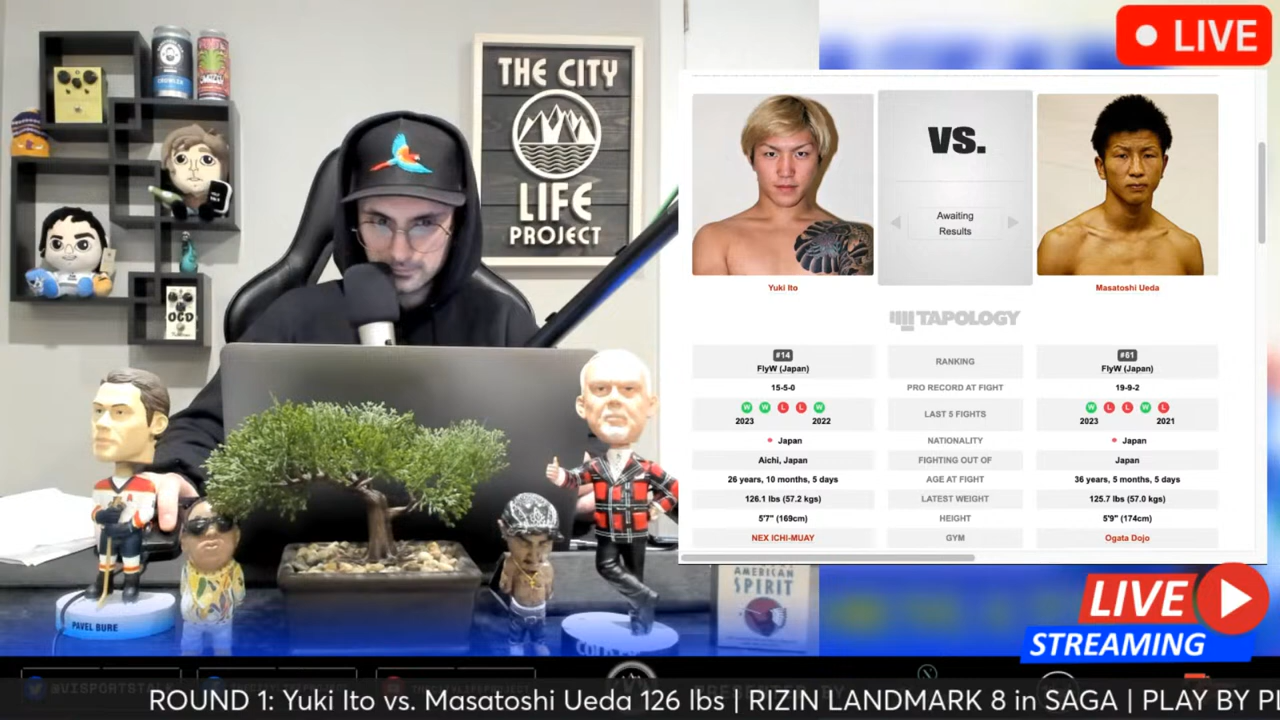 LIVE
THE CITY
LIFE
PROJECT
OCD
PAVEL BURE
AMERICAN
SPIRIT
VS.
Awaiting
Results
Yuki Ito
Masatoshi Ueda
TAPOLOGY
#14
FlyW (Japan)
RANKING
#61
FlyW (Japan)
15-5-0
PRO RECORD AT FIGHT
19-9-2
W W L L W
2023 2022
LAST 5 FIGHTS
W L L W L
2023 2021
Japan
NATIONALITY
Japan
Aichi, Japan
FIGHTING OUT OF
Japan
26 years, 10 months, 5 days
AGE AT FIGHT
36 years, 5 months, 5 days
126.1 lbs (57.2 kgs)
LATEST WEIGHT
125.7 lbs (57.0 kgs)
5'7" (169cm)
HEIGHT
5'9" (174cm)
NEX ICHI-MUAY
GYM
Ogata Dojo
LIVE
STREAMING
ROUND 1: Yuki Ito vs. Masatoshi Ueda 126 lbs | RIZIN LANDMARK 8 in SAGA | PLAY BY PL